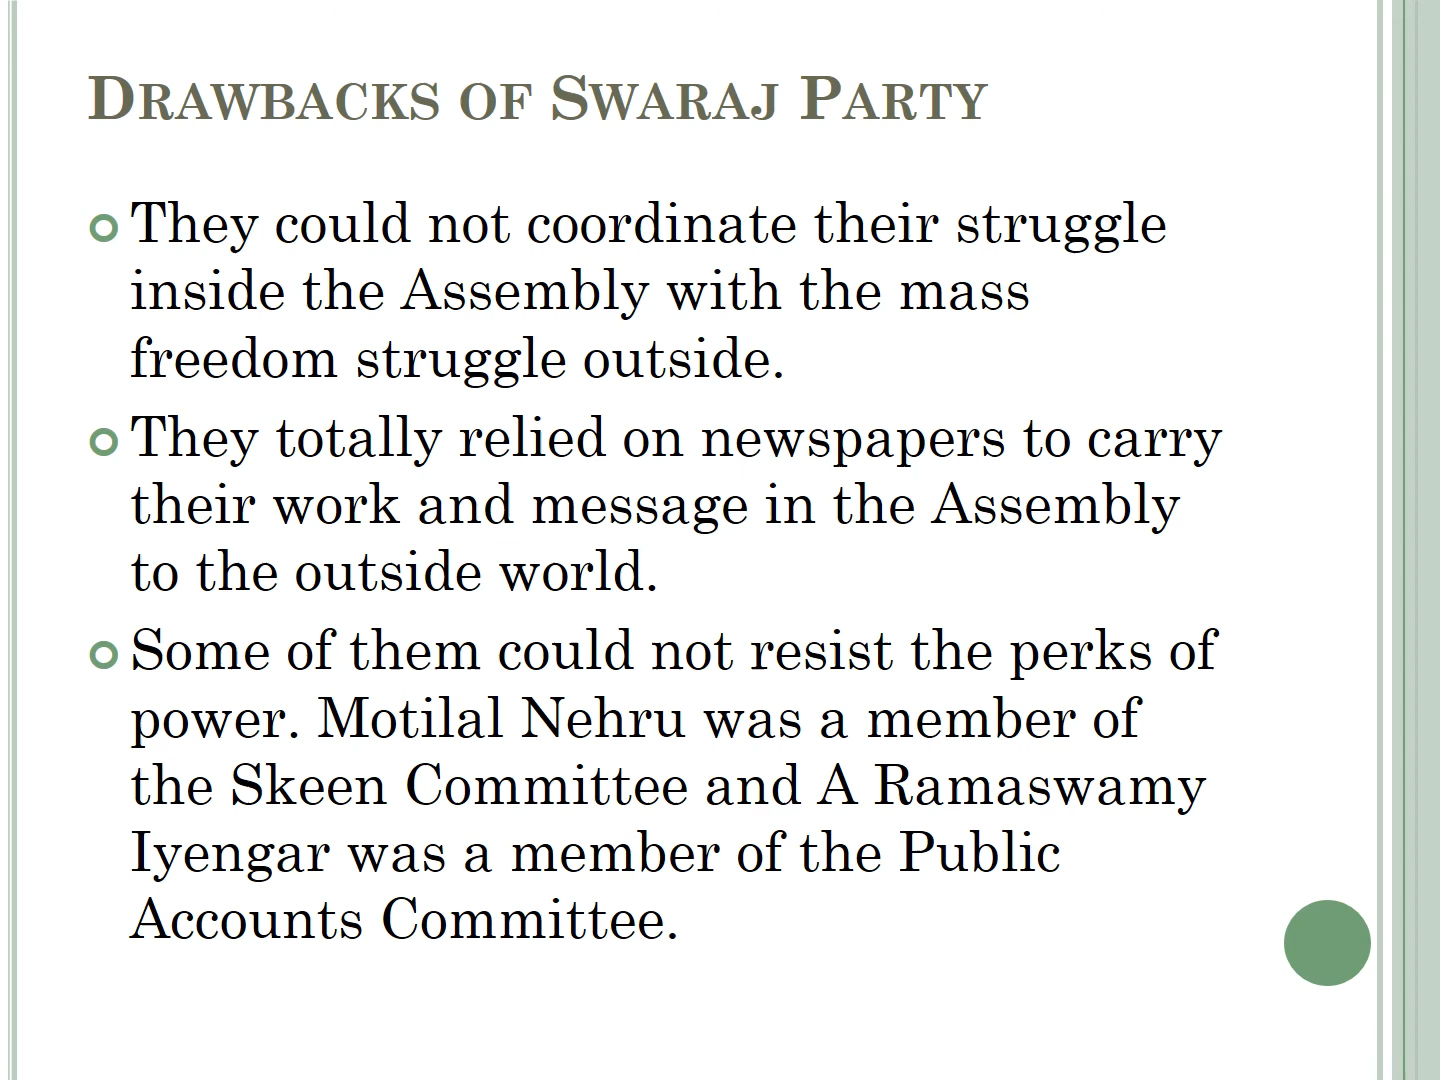 Drawbacks of Swaraj Party
They could not coordinate their struggle
inside the Assembly with the mass
freedom struggle outside.
They totally relied on newspapers to carry
their work and message in the Assembly
to the outside world.
Some of them could not resist the perks of
power. Motilal Nehru was a member of
the Skeen Committee and A Ramaswamy
Iyengar was a member of the Public
Accounts Committee.